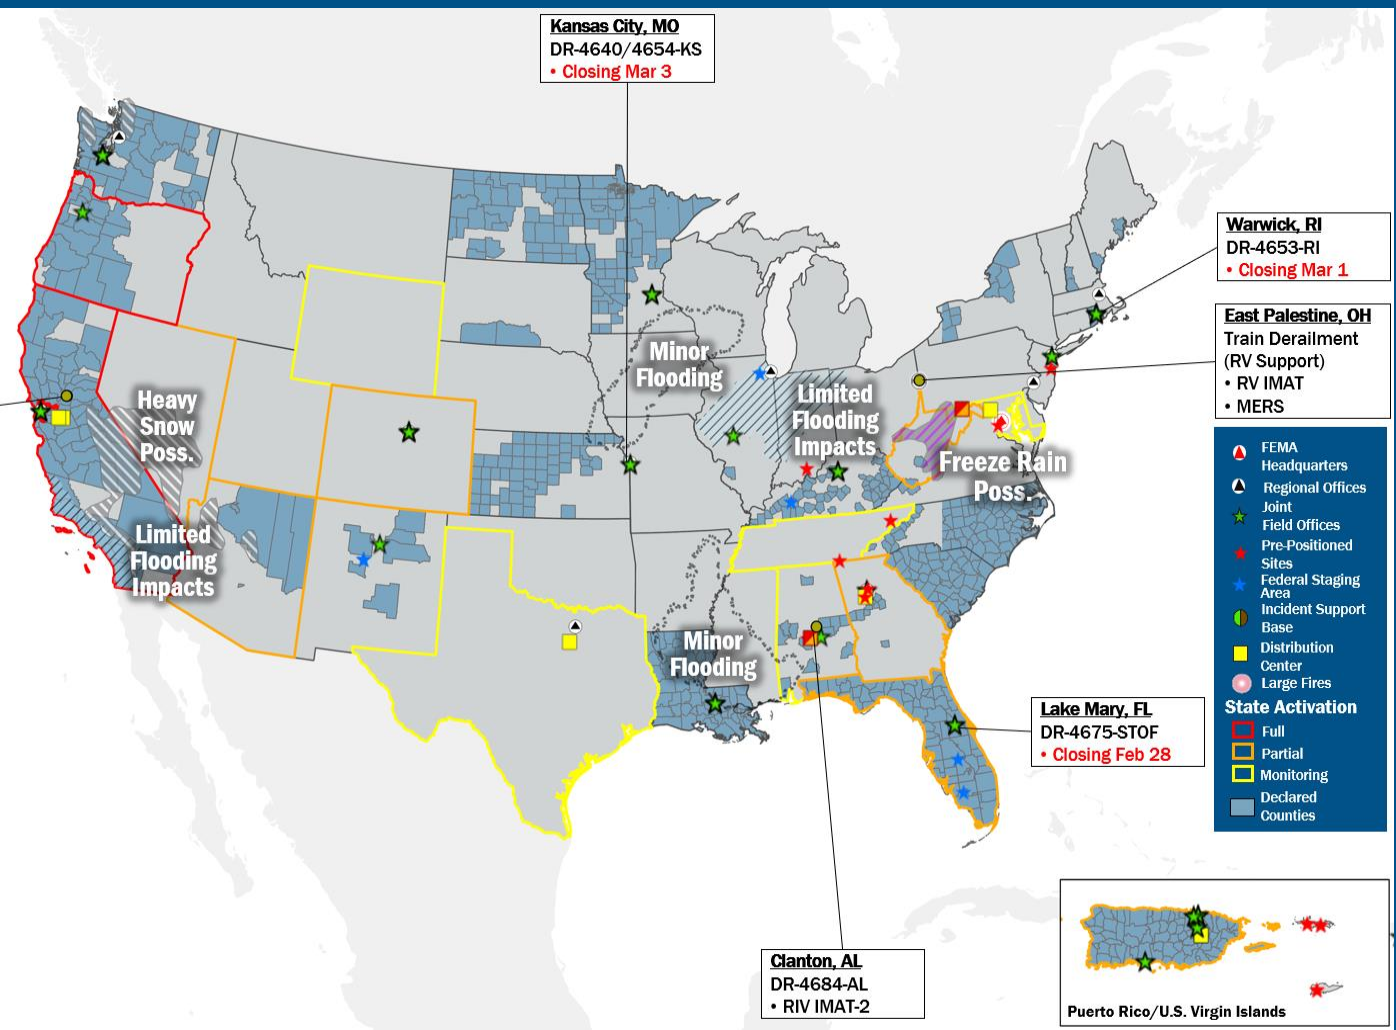 Kansas City, MO
DR-4640/4654-KS
• Closing Mar 3
Warwick, RI
DR-4653-RI
• Closing Mar 1
East Palestine, OH
Train Derailment
(RV Support)
• RV IMAT
• MERS
Minor
Flooding
Heavy
Snow
Poss.
Limited
Flooding
Impacts
Freeze Rain
Poss.
Limited
Flooding
Impacts
Minor
Flooding
FEMA
Headquarters
Regional Offices
Joint
Field Offices
Pre-Positioned
Sites
Federal Staging
Area
Incident Support
Base
Distribution
Center
Large Fires
State Activation
Full
Partial
Monitoring
Declared
Counties
Lake Mary, FL
DR-4675-STOF
• Closing Feb 28
Clanton, AL
DR-4684-AL
• RIV IMAT-2
Puerto Rico/U.S. Virgin Islands